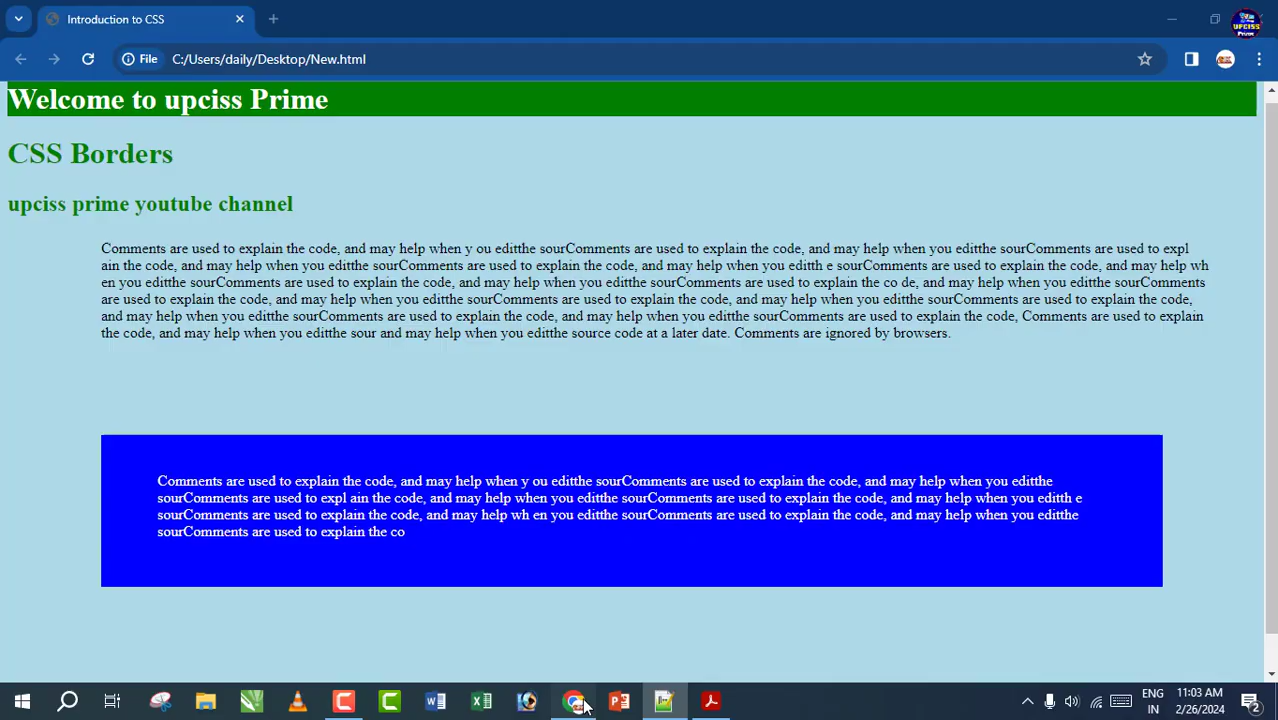 Introduction to CSS
File
C:/Users/daily/Desktop/New.html
UPCISS
Prime
Welcome to upciss Prime
CSS Borders
upciss prime youtube channel
Comments are used to explain the code, and may help when y ou editthe sourComments are used to explain the code, and may help when you editthe sourComments are used to expl
ain the code, and may help when you editthe sourComments are used to explain the code, and may help when you editth e sourComments are used to explain the code, and may help wh
en you editthe sourComments are used to explain the code, and may help when you editthe sourComments are used to explain the co de, and may help when you editthe sourComments
are used to explain the code, and may help when you editthe sourComments are used to explain the code, and may help when you editthe sourComments are used to explain the code,
and may help when you editthe sourComments are used to explain the code, and may help when you editthe sourComments are used to explain the code, Comments are used to explain
the code, and may help when you editthe sour and may help when you editthe source code at a later date. Comments are ignored by browsers.
Comments are used to explain the code, and may help when y ou editthe sourComments are used to explain the code, and may help when you editthe
sourComments are used to expl ain the code, and may help when you editthe sourComments are used to explain the code, and may help when you editth e
sourComments are used to explain the code, and may help wh en you editthe sourComments are used to explain the code, and may help when you editthe
sourComments are used to explain the co
ENG
IN
11:03 AM
2/26/2024
2